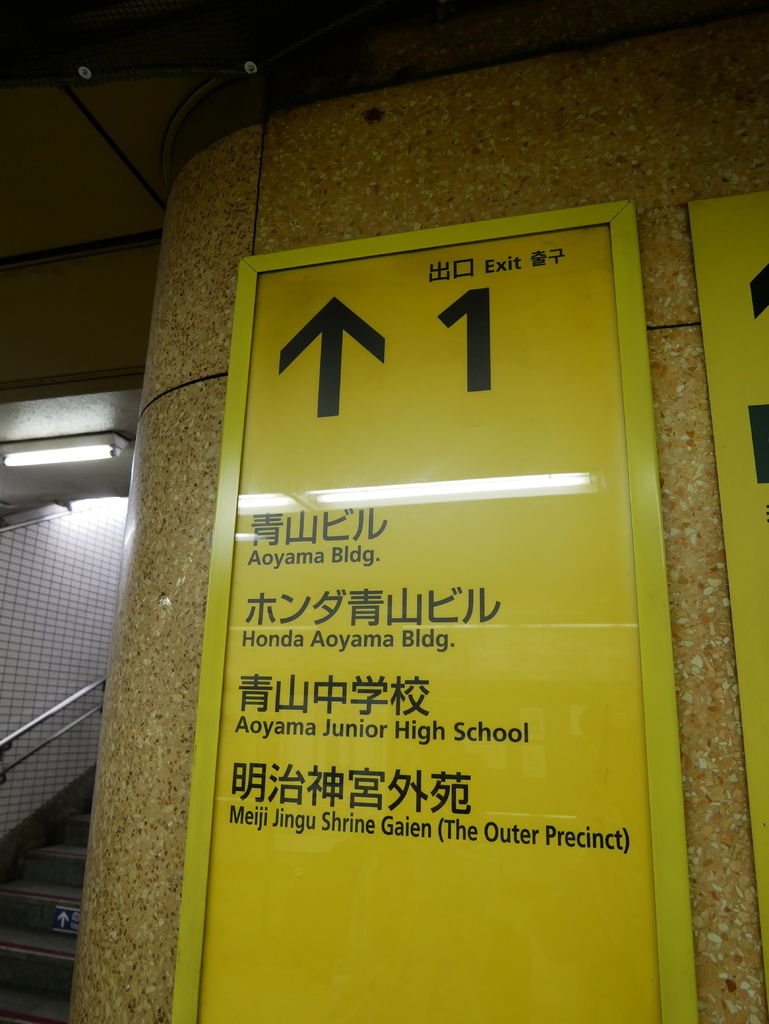 出口 Exit 출구
↑ 1
青山ビル
Aoyama Bldg.
ホンダ青山ビル
Honda Aoyama Bldg.
青山中学校
Aoyama Junior High School
明治神宮外苑
Meiji Jingu Shrine Gaien (The Outer Precinct)